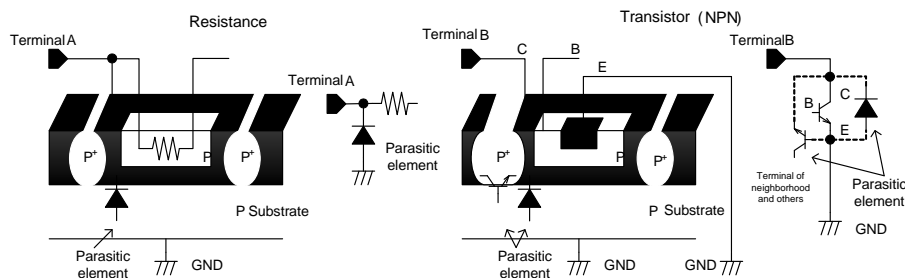 Resistance
Terminal A
P+
P
P+
P Substrate
Parasitic
element
GND
Terminal A
Parasitic
element
Transistor (NPN)
Terminal B
C
B
E
P+
P
P+
P Substrate
Parasitic
element
GND
GND
Terminal B
C
B
E
Terminal of
neighborhood
and others
Parasitic
element
GND